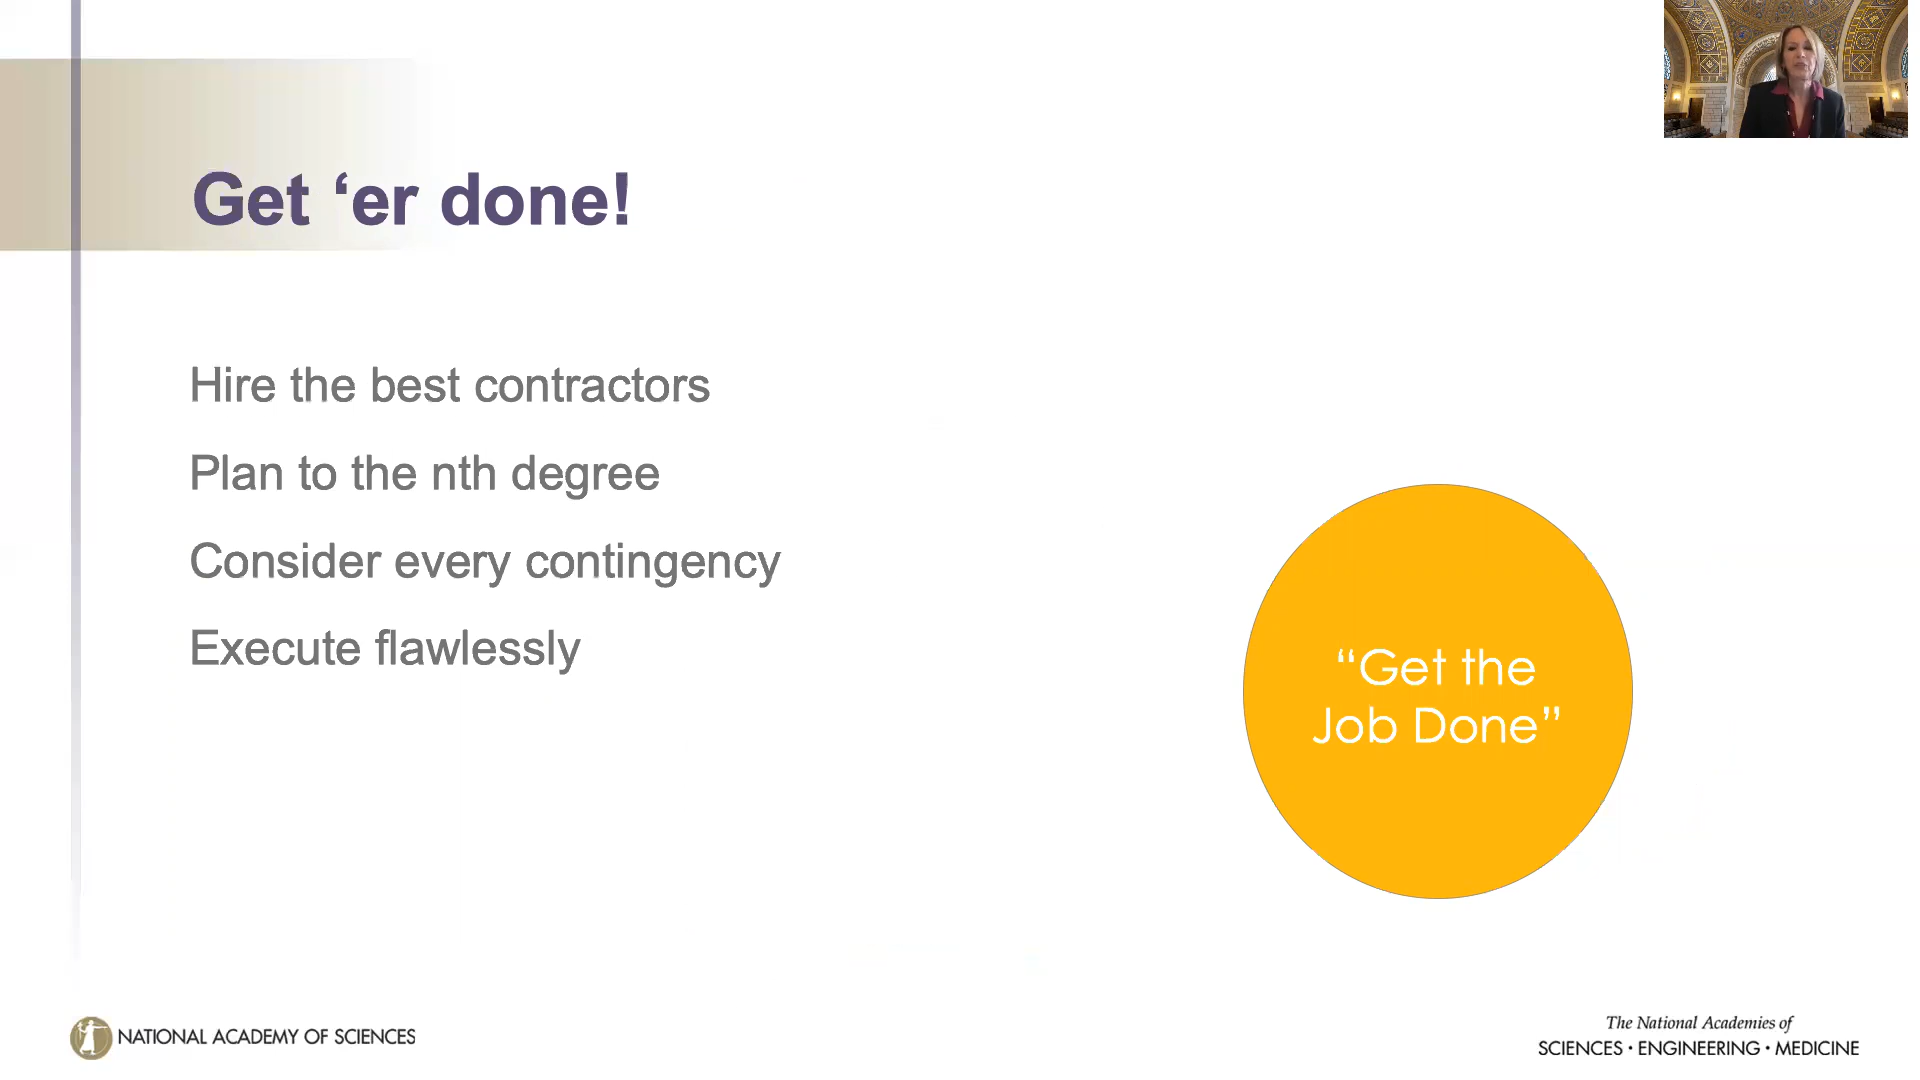 Get ‘er done!
Hire the best contractors
Plan to the nth degree
Consider every contingency
Execute flawlessly
“Get the
Job Done”
NATIONAL ACADEMY OF SCIENCES
The National Academies of
SCIENCES • ENGINEERING • MEDICINE